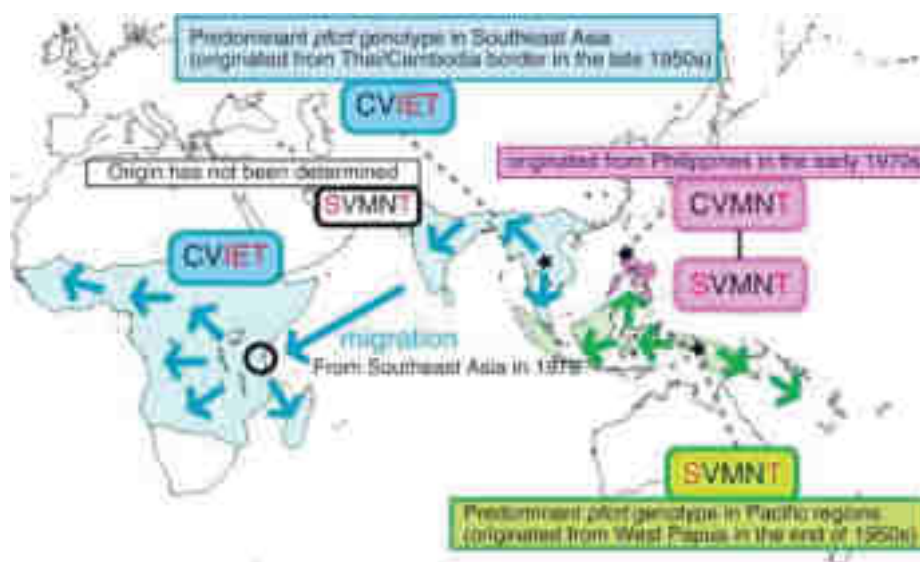 Predominant pfcrt genotype in Southeast Asia
(originated from Thai/Cambodia border in the late 1950s)
CVIET
originated from Philippines in the early 1970s
Origin has not been determined
SVMNT
CVMNT
CVIET
SVMNT
migration
From Southeast Asia in 1978
SVMNT
Predominant pfcrt genotype in Pacific regions
(originated from West Papua in the end of 1950s)